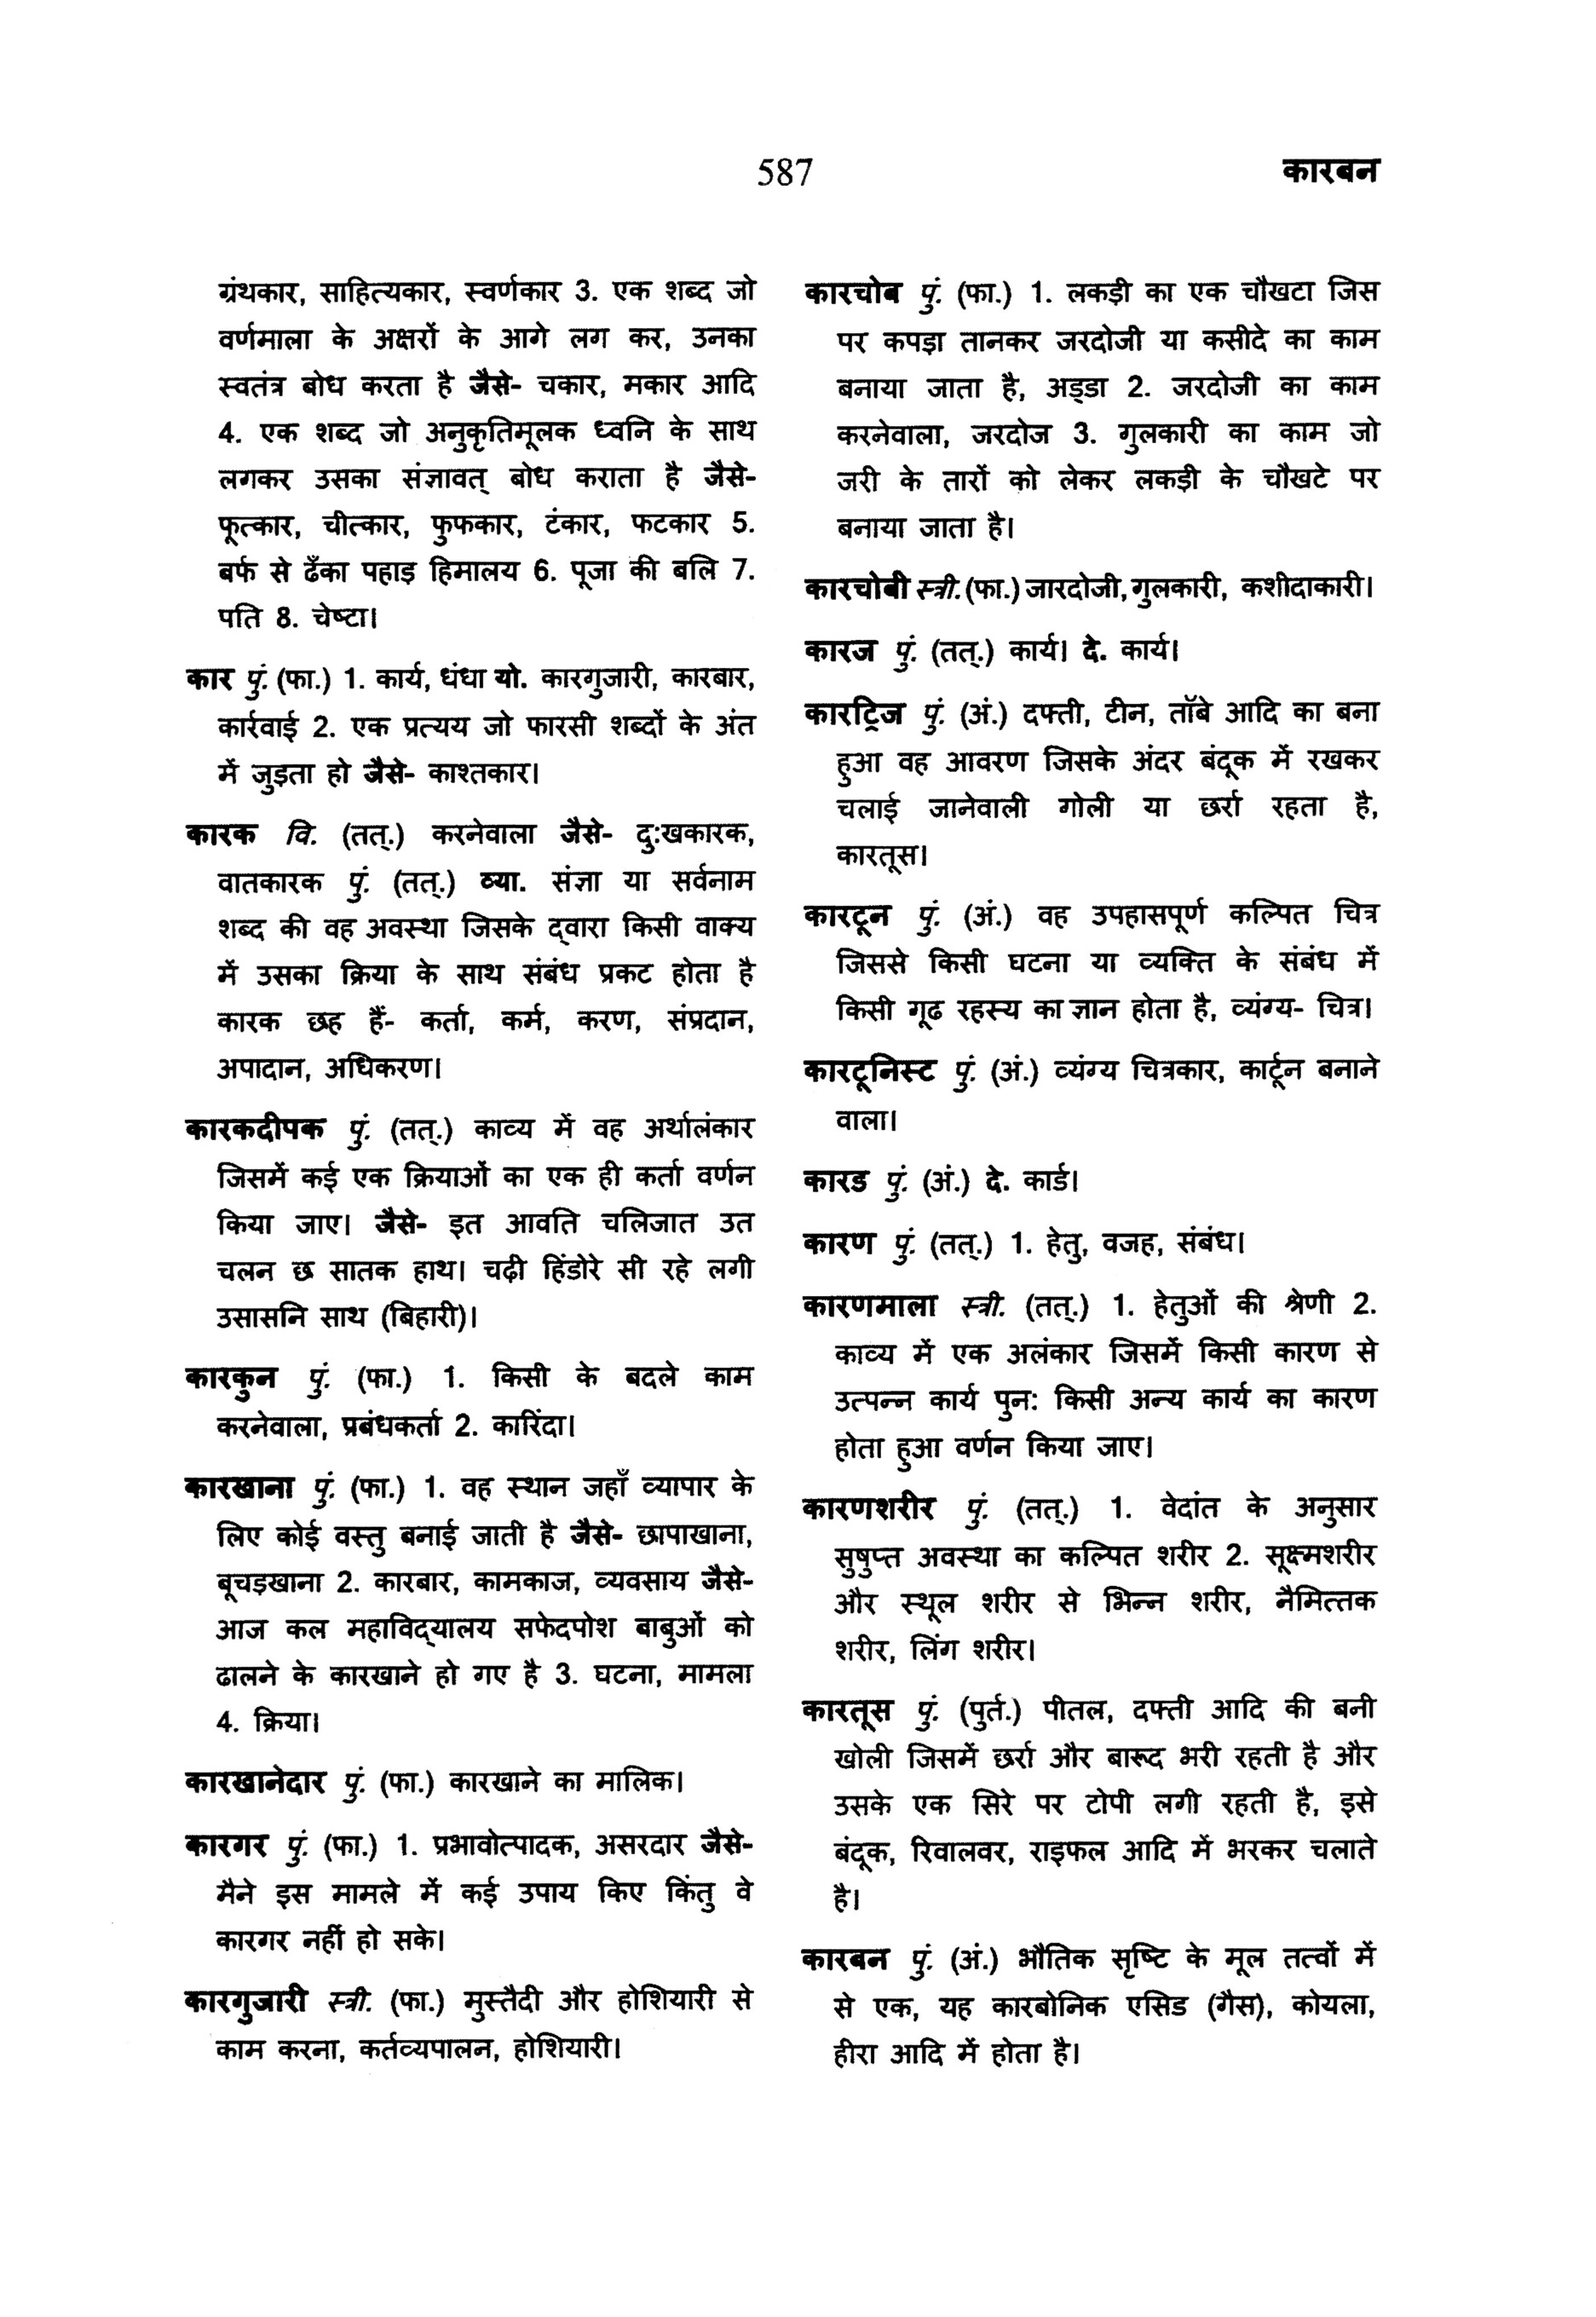 587
कारबन
ग्रंथकार, साहित्यकार, स्वर्णकार 3. एक शब्द जो
वर्णमाला के अक्षरों के आगे लग कर, उनका
स्वतंत्र बोध करता है जैसे- चकार, मकार आदि
4. एक शब्द जो अनुकृतिमूलक ध्वनि के साथ
लगकर उसका संज्ञावत् बोध कराता है जैसे-
फूत्कार, चीत्कार, फुफकार, टंकार, फटकार 5.
बर्फ से ढँका पहाड़ हिमालय 6. पूजा की बलि 7.
पति 8. चेष्टा।
कार पुं. (फा.) 1. कार्य, धंधा यो. कारगुजारी, कारबार,
कार्रवाई 2. एक प्रत्यय जो फारसी शब्दों के अंत
में जुड़ता हो जैसे- काश्तकार।
कारक वि. (तत्.) करनेवाला जैसे- दु:खकारक,
वातकारक पुं. (तत्.) व्या. संज्ञा या सर्वनाम
शब्द की वह अवस्था जिसके द्वारा किसी वाक्य
में उसका क्रिया के साथ संबंध प्रकट होता है
कारक छह हैं- कर्ता, कर्म, करण, संप्रदान,
अपादान, अधिकरण।
कारकदीपक पुं. (तत्.) काव्य में वह अर्थालंकार
जिसमें कई एक क्रियाओं का एक ही कर्ता वर्णन
किया जाए। जैसे- इत आवति चलिजात उत
चलन छ सातक हाथ। चढ़ी हिंडोरे सी रहे लगी
उसासनि साथ (बिहारी)।
कारकुन पुं. (फा.) 1. किसी के बदले काम
करनेवाला, प्रबंधकर्ता 2. कारिंदा।
कारखाना पुं. (फा.) 1. वह स्थान जहाँ व्यापार के
लिए कोई वस्तु बनाई जाती है जैसे- छापाखाना,
बूचड़खाना 2. कारबार, कामकाज, व्यवसाय जैसे-
आज कल महाविद्यालय सफेदपोश बाबुओं को
ढालने के कारखाने हो गए है 3. घटना, मामला
4. क्रिया।
कारखानेदार पुं. (फा.) कारखाने का मालिक।
कारगर पुं. (फा.) 1. प्रभावोत्पादक, असरदार जैसे-
मैने इस मामले में कई उपाय किए किंतु वे
कारगर नहीं हो सके।
कारगुजारी स्त्री. (फा.) मुस्तैदी और होशियारी से
काम करना, कर्तव्यपालन, होशियारी।
कारचोब पुं. (फा.) 1. लकड़ी का एक चौखटा जिस
पर कपड़ा तानकर जरदोजी या कसीदे का काम
बनाया जाता है, अड्डा 2. जरदोजी का काम
करनेवाला, जरदोज 3. गुलकारी का काम जो
जरी के तारों को लेकर लकड़ी के चौखटे पर
बनाया जाता है।
कारचोबी स्त्री. (फा.) जारदोजी, गुलकारी, कशीदाकारी।
कारज पुं. (तत्.) कार्य। दे. कार्य।
कारट्रिज पुं. (अं.) दफ्ती, टीन, ताॅबे आदि का बना
हुआ वह आवरण जिसके अंदर बंदूक में रखकर
चलाई जानेवाली गोली या छर्रा रहता है,
कारतूस।
कारटून पुं. (अं.) वह उपहासपूर्ण कल्पित चित्र
जिससे किसी घटना या व्यक्ति के संबंध में
किसी गूढ रहस्य का ज्ञान होता है, व्यंग्य- चित्र।
कारटूनिस्ट पुं. (अं.) व्यंग्य चित्रकार, कार्टून बनाने
वाला।
कारड पुं. (अं.) दे. कार्ड।
कारण पुं. (तत्.) 1. हेतु, वजह, संबंध।
कारणमाला स्त्री. (तत्.) 1. हेतुओं की श्रेणी 2.
काव्य में एक अलंकार जिसमें किसी कारण से
उत्पन्न कार्य पुन: किसी अन्य कार्य का कारण
होता हुआ वर्णन किया जाए।
कारणशरीर पुं. (तत्.) 1. वेदांत के अनुसार
सुषुप्त अवस्था का कल्पित शरीर 2. सूक्ष्मशरीर
और स्थूल शरीर से भिन्न शरीर, नैमित्तक
शरीर, लिंग शरीर।
कारतूस पुं. (पुर्त.) पीतल, दफ्ती आदि की बनी
खोली जिसमें छर्रा और बारूद भरी रहती है और
उसके एक सिरे पर टोपी लगी रहती है, इसे
बंदूक, रिवालवर, राइफल आदि में भरकर चलाते
है।
कारबन पुं. (अं.) भौतिक सृष्टि के मूल तत्वों में
से एक, यह कारबोनिक एसिड (गैस), कोयला,
हीरा आदि में होता है।